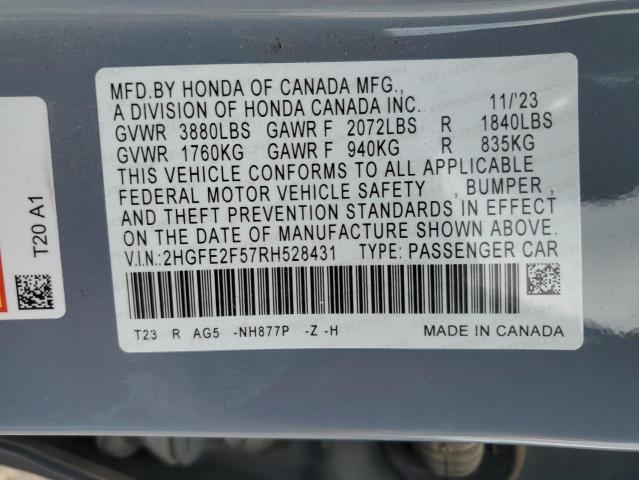 MFD.BY HONDA OF CANADA MFG.,
A DIVISION OF HONDA CANADA INC. 11/'23
GVWR 3880LBS GAWR F 2072LBS R 1840LBS
GVWR 1760KG GAWR F 940KG R 835KG
THIS VEHICLE CONFORMS TO ALL APPLICABLE
FEDERAL MOTOR VEHICLE SAFETY , BUMPER ,
AND THEFT PREVENTION STANDARDS IN EFFECT
ON DATE OF MANUFACTURE SHOWN ABOVE.
V.I.N.:2HGFE2F57RH528431 TYPE: PASSENGER CAR
T23 R AG5 -NH877P -Z -H MADE IN CANADA
T20 A1